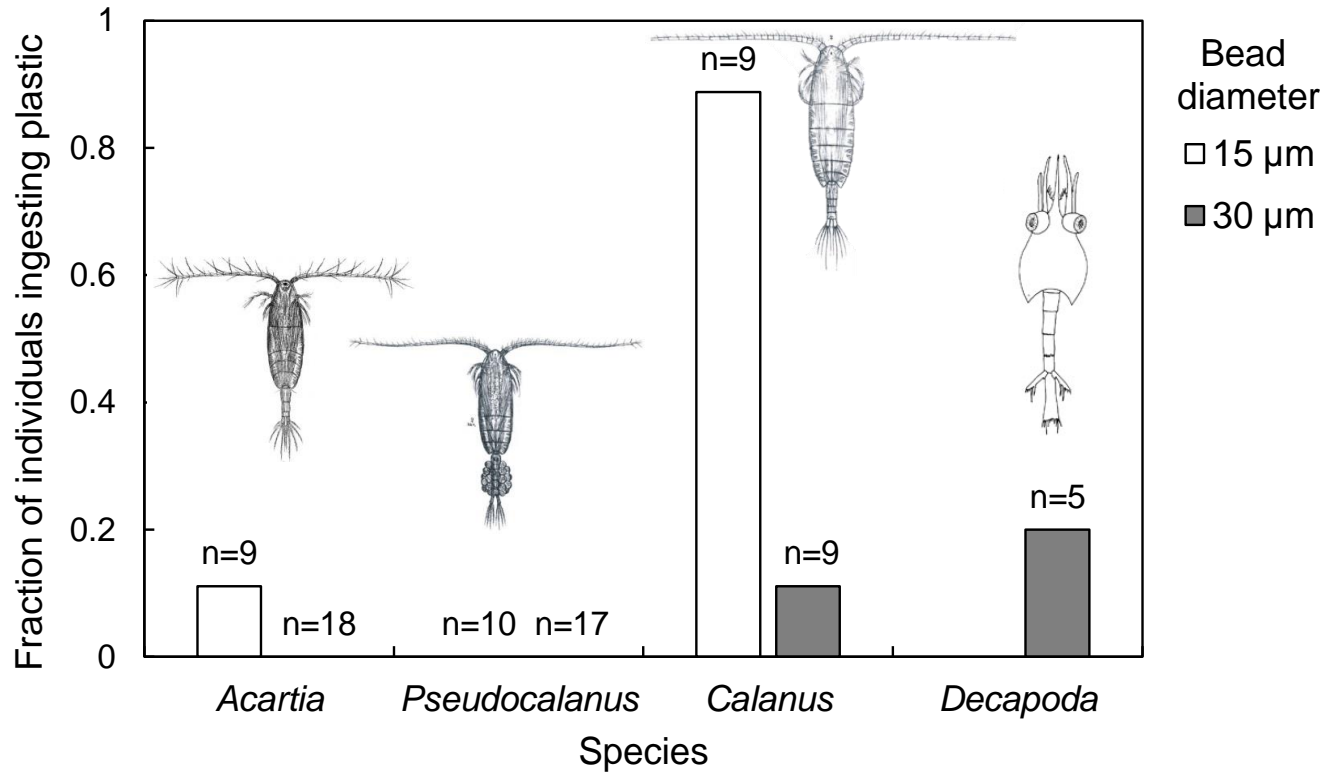 Fraction of individuals ingesting plastic
1
0.8
0.6
0.4
0.2
0
n=9
n=18
n=10 n=17
n=9
n=9
n=5
Acartia
Pseudocalanus
Calanus
Decapoda
Species
Bead
diameter
15 µm
30 µm